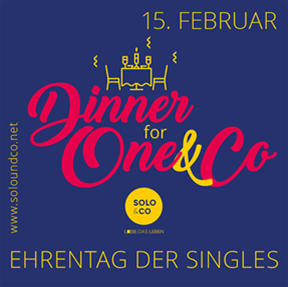 15. FEBRUAR
Dinner
for
One & Co
www.soloundco.net
SOLO
&CO
EHRENTAG DER SINGLES